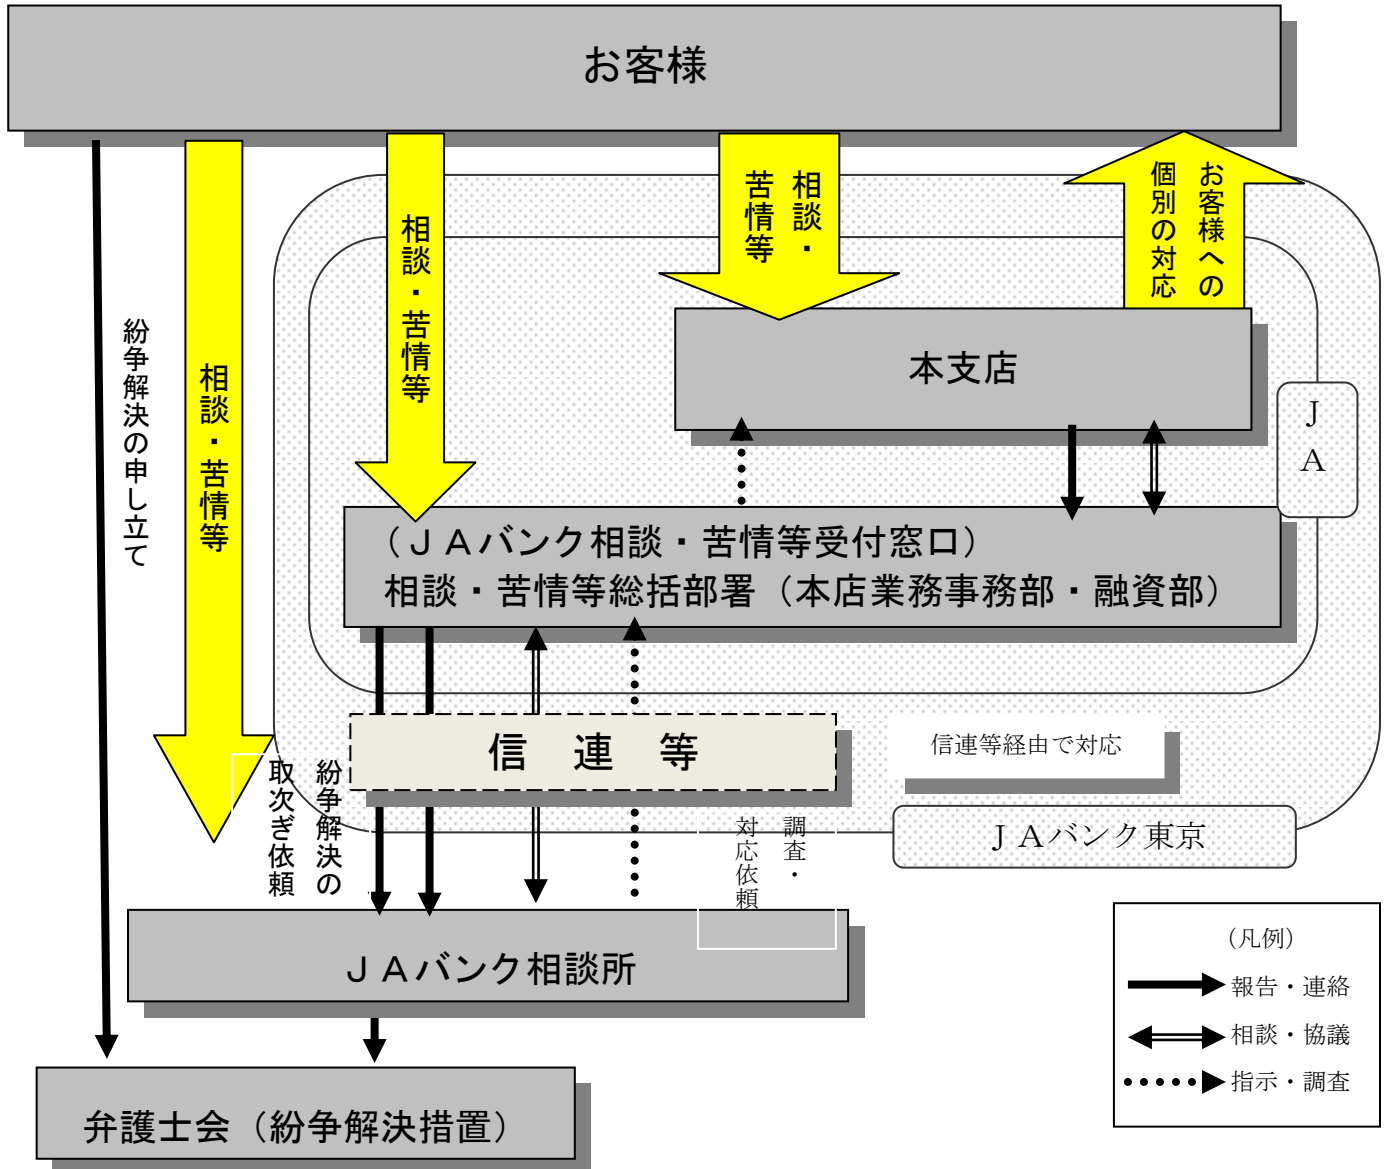 お客様
紛争解決の申し立て
相談・苦情等
相談・苦情等
相談・
苦情等
お客様への
個別の対応
本支店
ＪＡ
（ＪＡバンク相談・苦情等受付窓口）
相談・苦情等総括部署（本店業務事務部・融資部）
信連等
信連等経由で対応
ＪＡバンク東京
紛争解決の
取次ぎ依頼
調査・
対応依頼
ＪＡバンク相談所
弁護士会（紛争解決措置）
（凡例）
報告・連絡
相談・協議
指示・調査